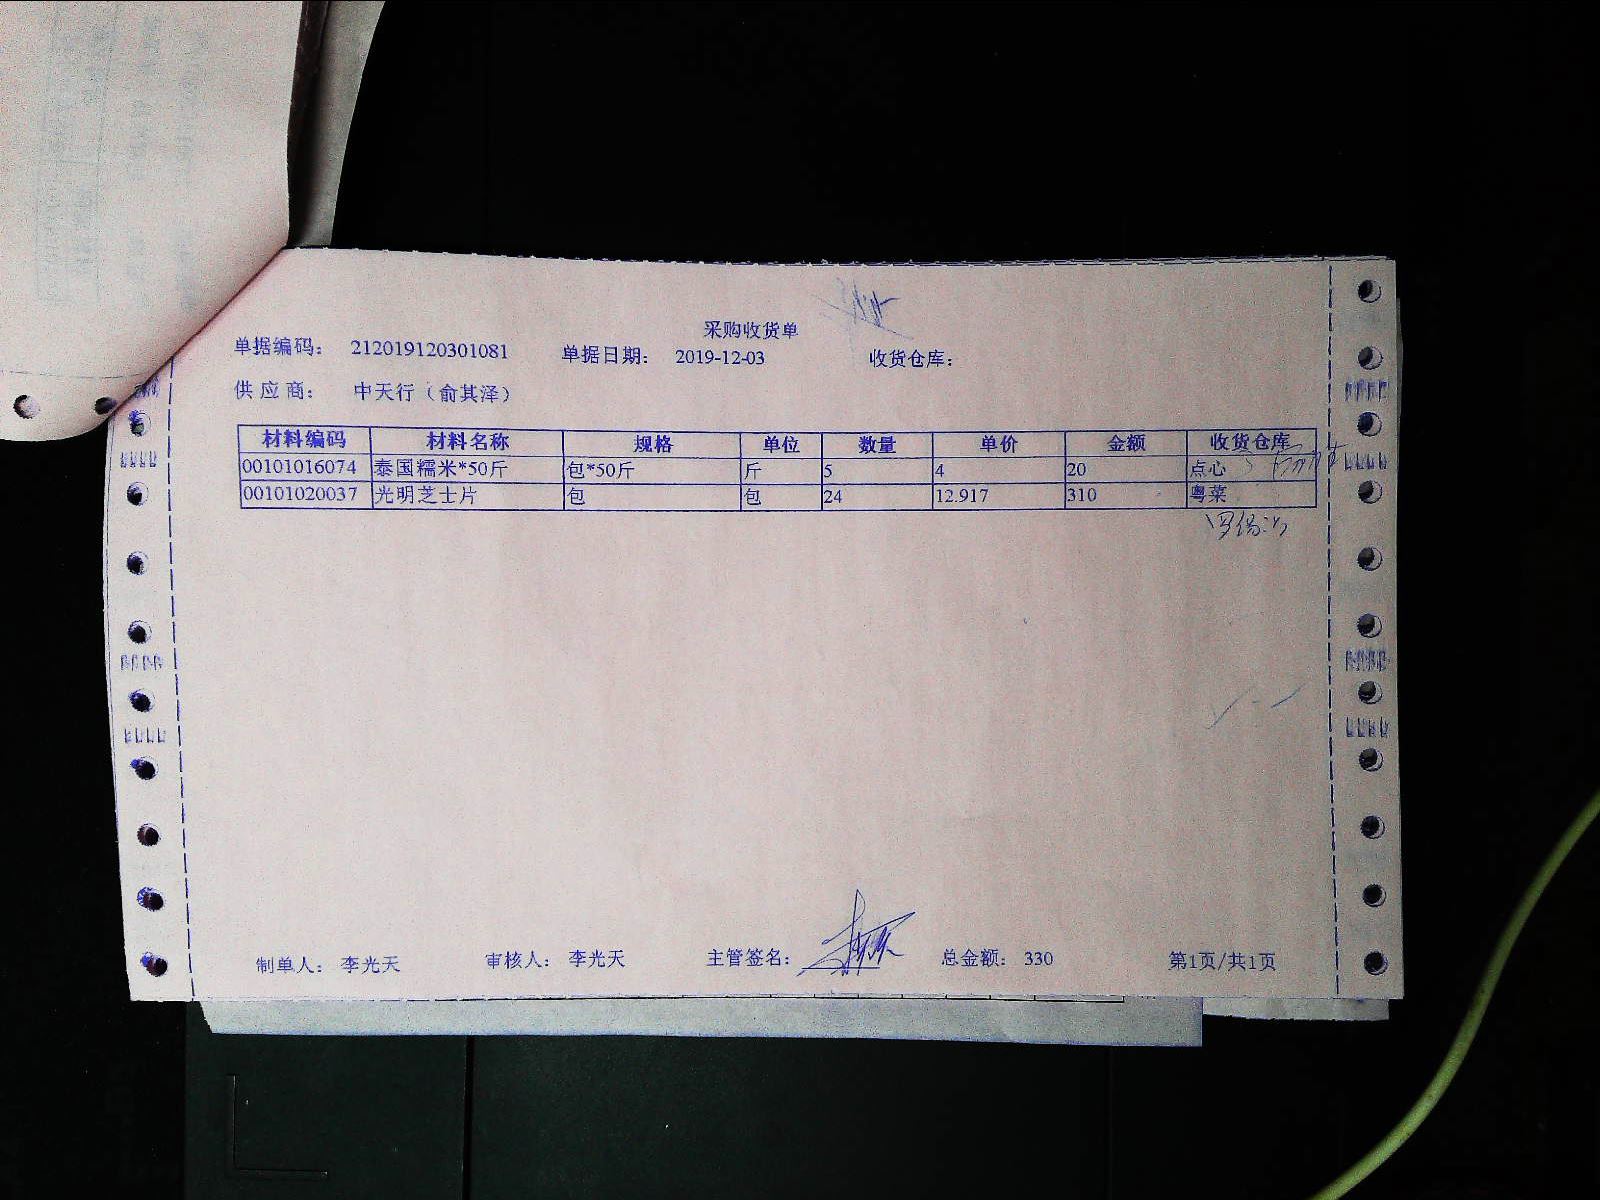 采购收货单
单据编码： 212019120301081 单据日期： 2019-12-03 收货仓库：
供应商： 中天行（俞其泽）
材料编码 材料名称 规格 单位 数量 单价 金额 收货仓库
00101016074 泰国糯米*50斤 包*50斤 斤 5 4 20 点心
00101020037 光明芝士片 包 包 24 12.917 310 粤菜
制单人： 李光天 审核人： 李光天 主管签名： 总金额： 330 第1页/共1页